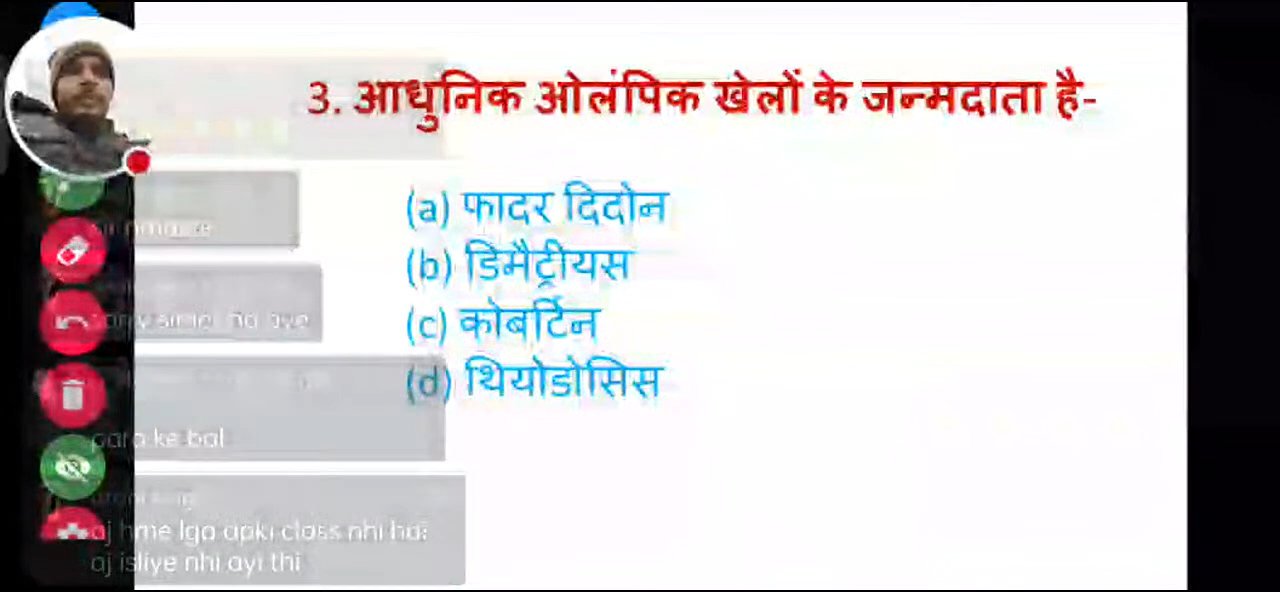 3. आधुनिक ओलंपिक खेलों के जन्मदाता है-
(a) फादर दिदोन
(b) डिमैट्रीयस
(c) कोबर्टिन
(d) थियोडोसिस
ke bal
aj hme lga apki class nhi hai
aj isliye nhi ayi thi